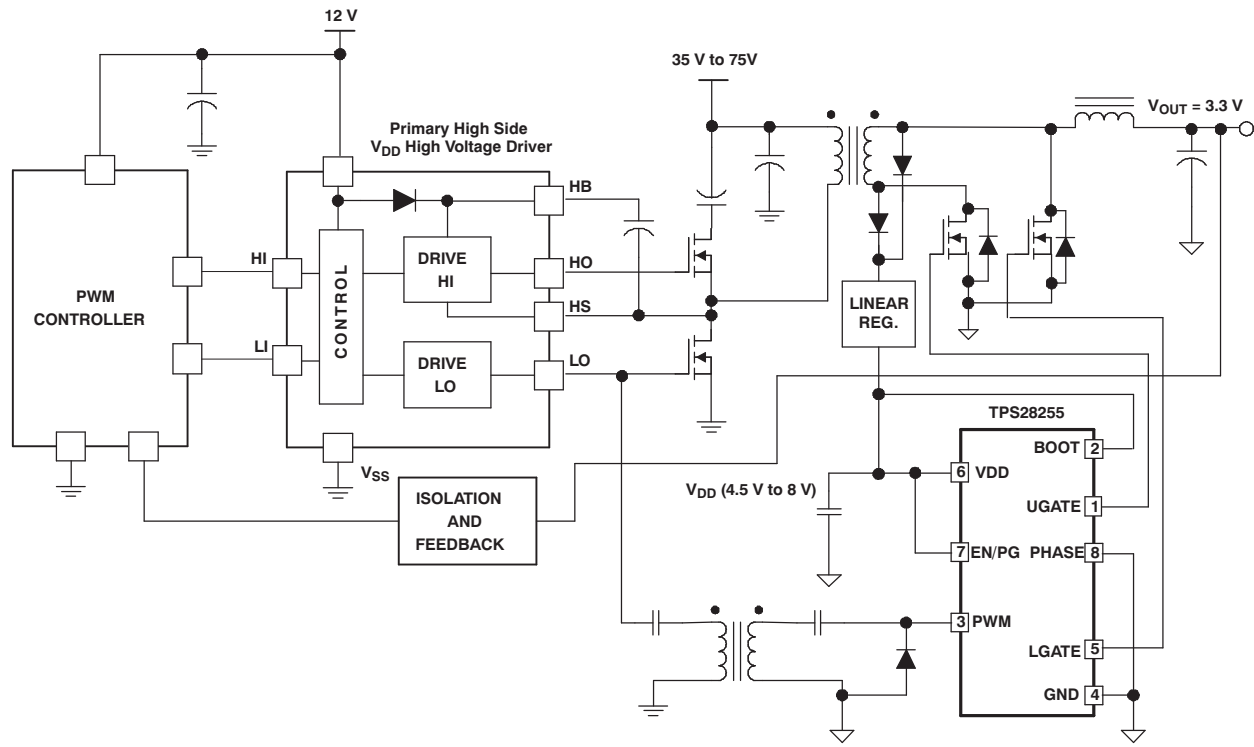 12 V
35 V to 75V
V_OUT = 3.3 V
Primary High Side
V_DD High Voltage Driver
HB
HI
DRIVE
HI
HO
PWM
CONTROLLER
CONTROL
HS
LINEAR
REG.
LI
DRIVE
LO
LO
TPS28255
BOOT 2
V_SS
6 VDD
V_DD (4.5 V to 8 V)
ISOLATION
AND
FEEDBACK
UGATE 1
7 EN/PG PHASE 8
3 PWM
LGATE 5
GND 4